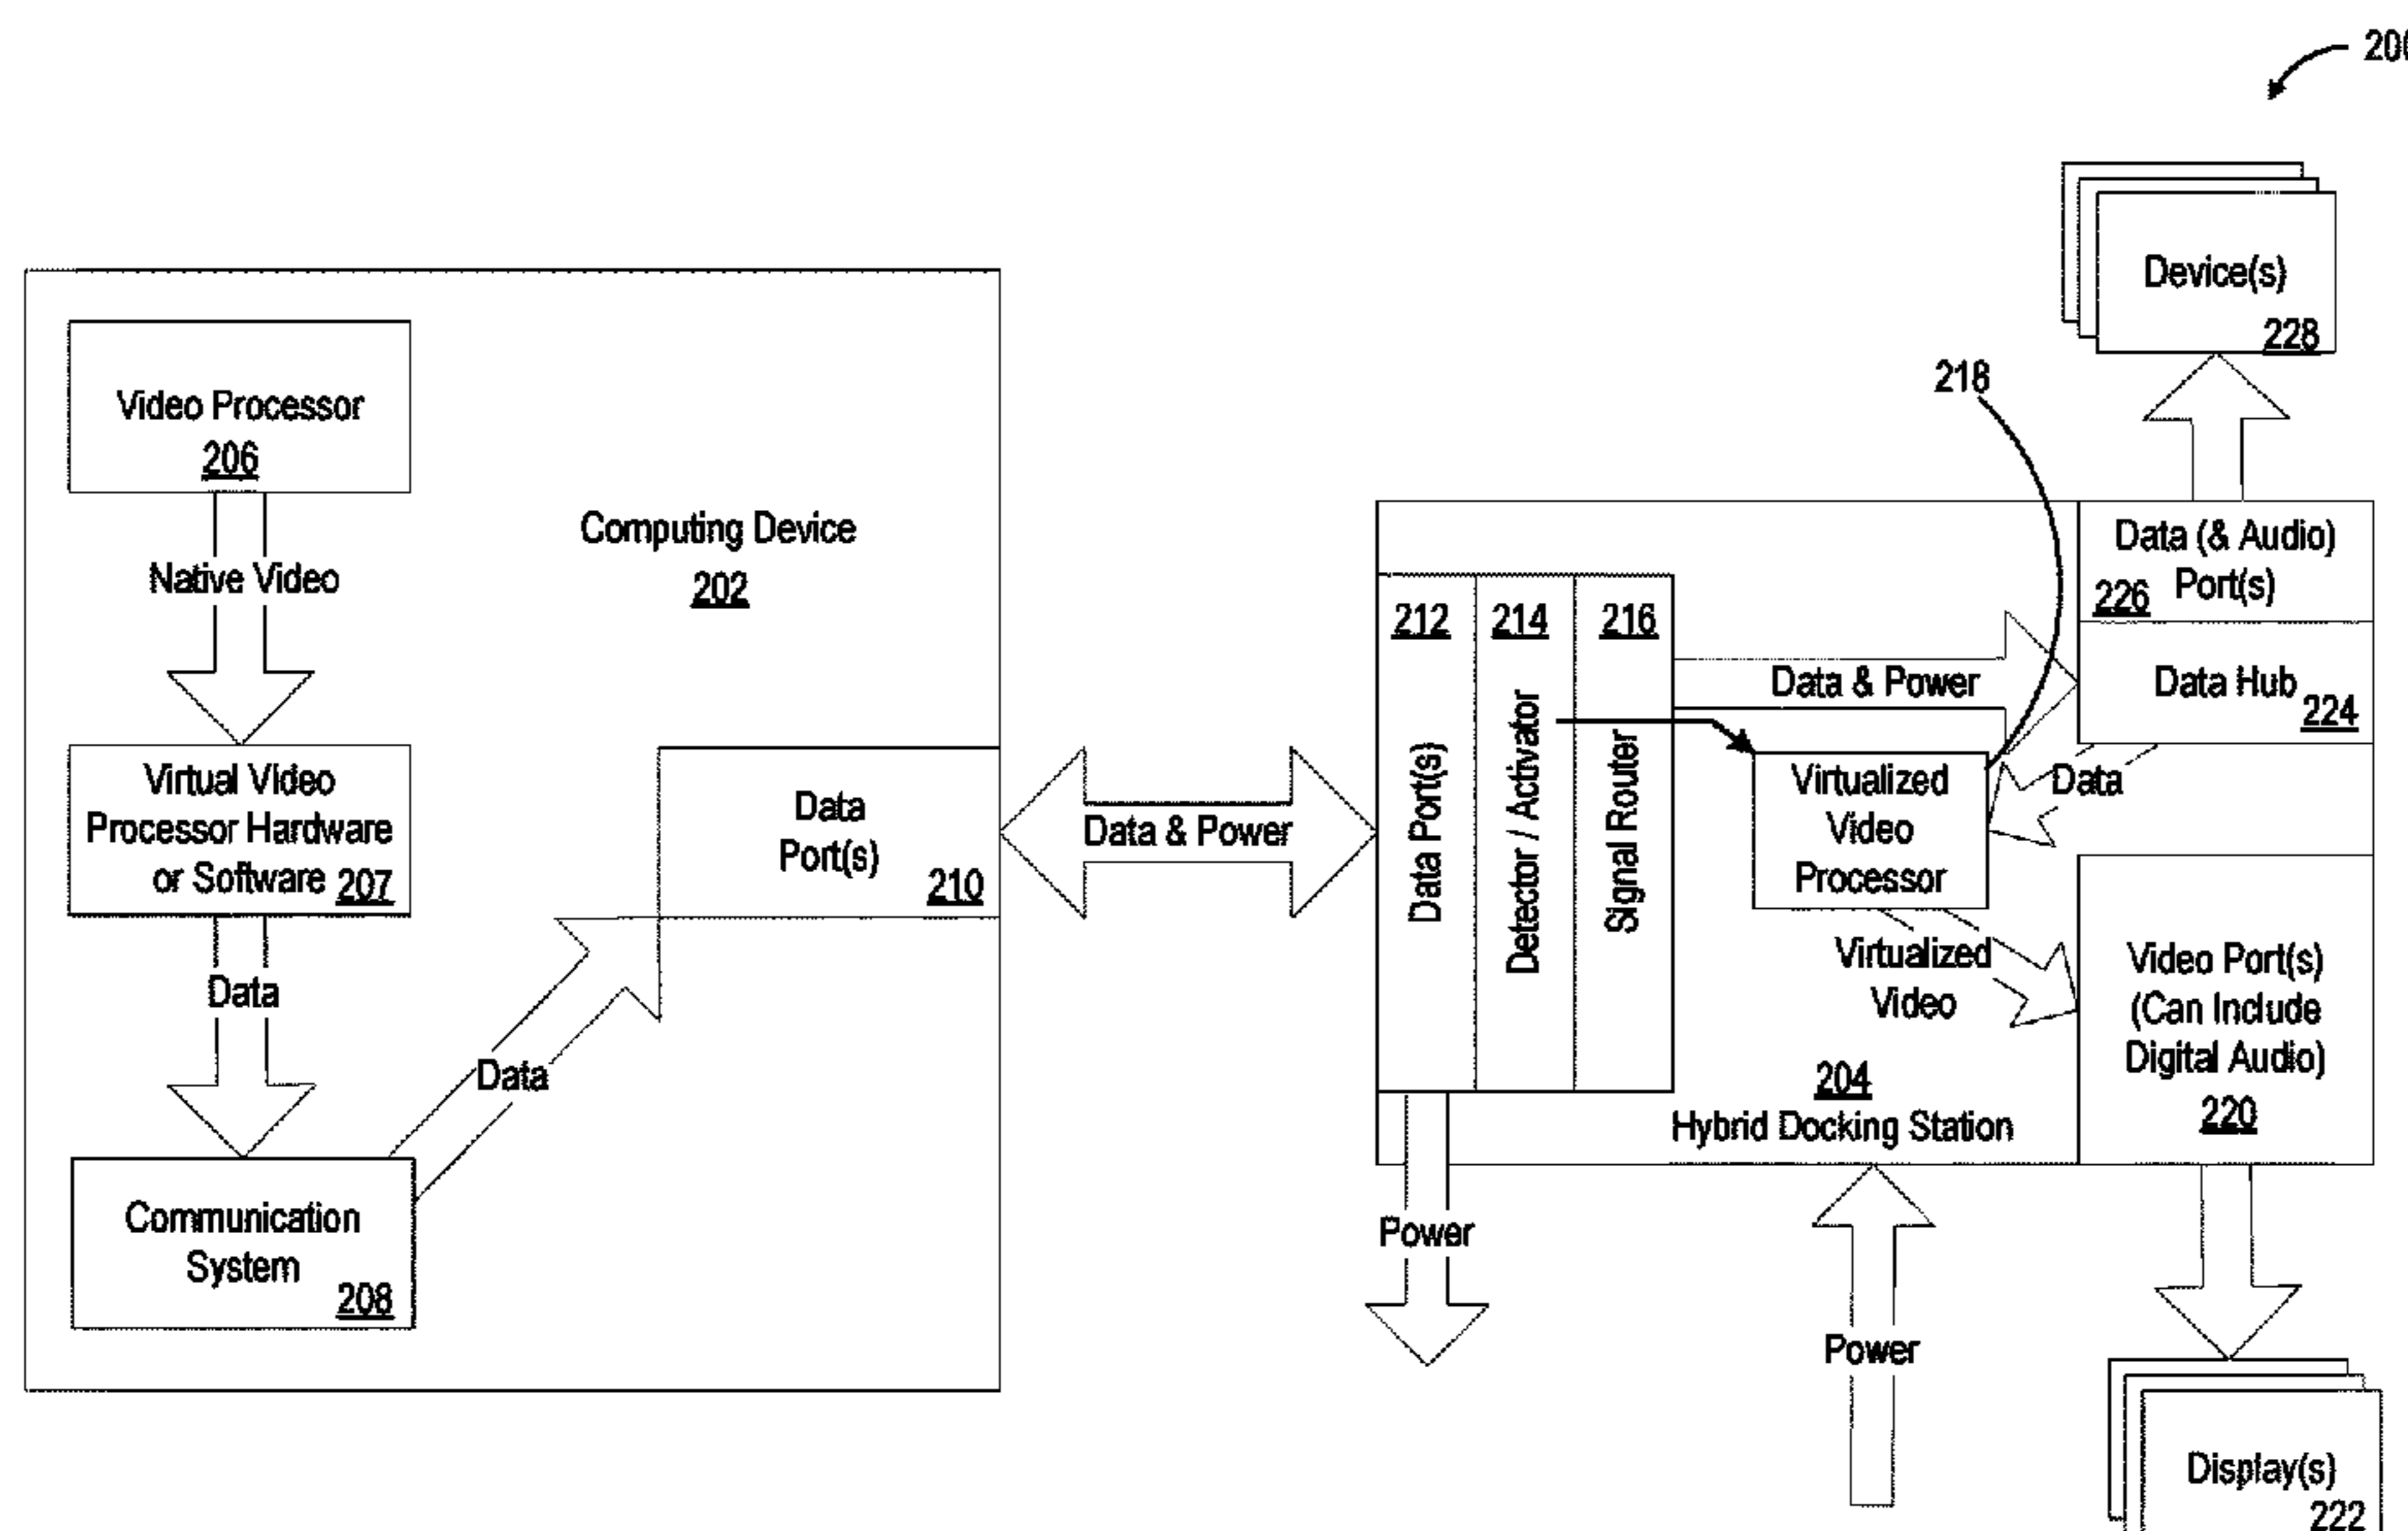 200
Device(s)
228
218
Video Processor
206
Native Video
Computing Device
202
Virtual Video
Processor Hardware
or Software 207
Data
Communication
System
208
Data
Data
Port(s)
210
Data & Power
212
Data Port(s)
214
Detector / Activator
216
Signal Router
Data & Power
Data (& Audio)
226 Port(s)
Data Hub
224
Data
Virtualized
Video
Processor
Virtualized
Video
Video Port(s)
(Can Include
Digital Audio)
220
204
Hybrid Docking Station
Power
Power
Display(s)
222